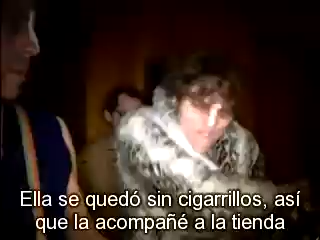 Ella se quedó sin cigarrillos, así
que la acompañé a la tienda